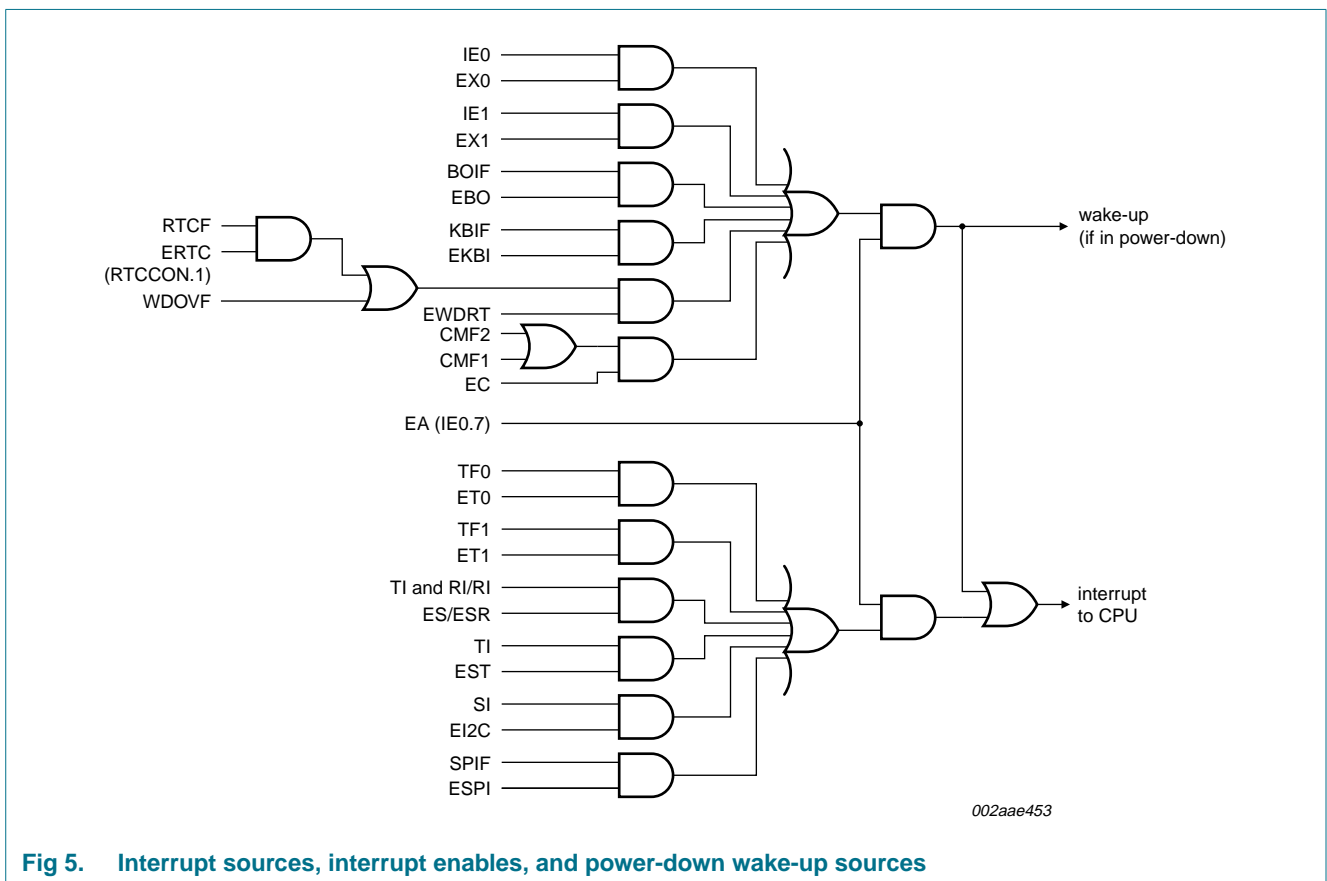 IE0
EX0
IE1
EX1
BOIF
EBO
KBIF
EKBI
RTCF
ERTC
(RTCCON.1)
WDOVF
EWDRT
CMF2
CMF1
EC
EA (IE0.7)
wake-up
(if in power-down)
TF0
ET0
TF1
ET1
TI and RI/RI
ES/ESR
TI
EST
SI
EI2C
SPIF
ESPI
interrupt
to CPU
002aae453
Fig 5. Interrupt sources, interrupt enables, and power-down wake-up sources